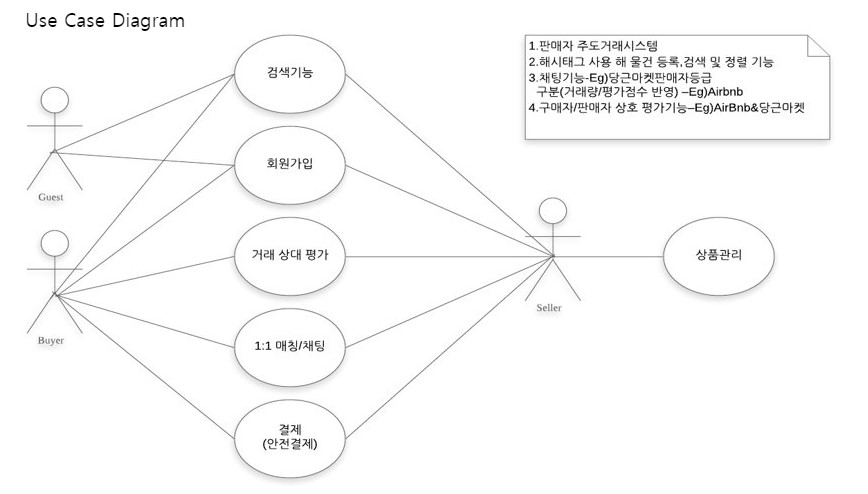 Use Case Diagram
1.판매자 주도거래시스템
2.해시태그 사용 해 물건 등록,검색 및 정렬 기능
3.채팅기능-Eg)당근마켓판매자등급
구분(거래량/평가점수 반영) –Eg)Airbnb
4.구매자/판매자 상호 평가기능–Eg)AirBnb&당근마켓
검색기능
회원가입
Guest
거래 상대 평가
상품관리
Seller
Buyer
1:1 매칭/채팅
결제
(안전결제)